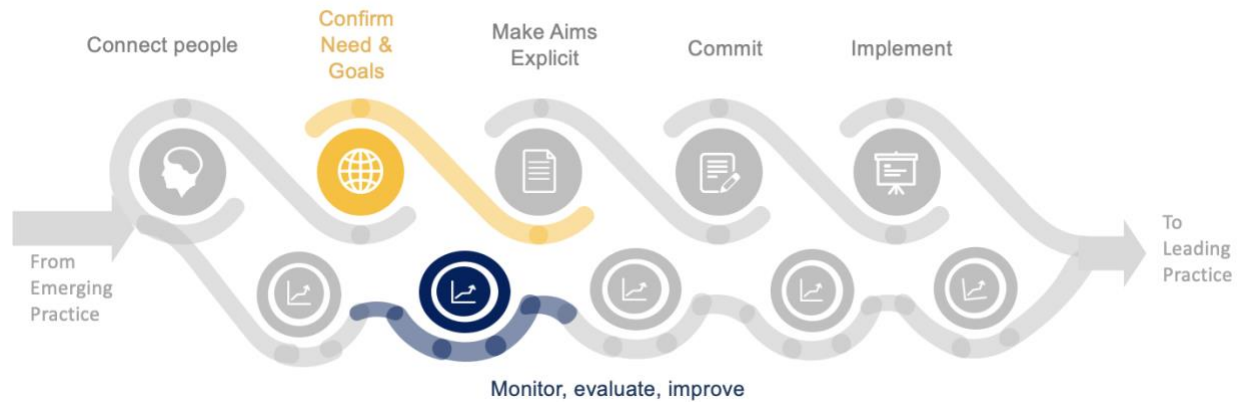 Connect people
Confirm
Need &
Goals
Make Aims
Explicit
Commit
Implement
From
Emerging
Practice
To
Leading
Practice
Monitor, evaluate, improve